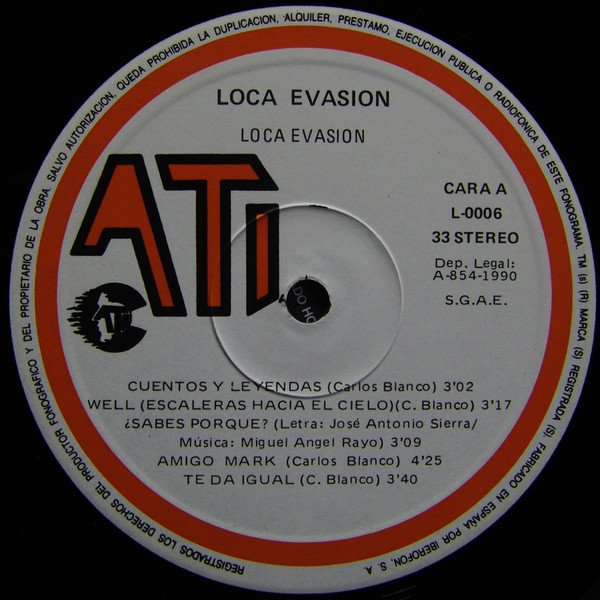 LOCA EVASION
LOCA EVASION
ATI
CARA A
L-0006
33 STEREO
Dep. Legal:
A-854-1990
S.G.A.E.
CUENTOS Y LEYENDAS (Carlos Blanco) 3'02
WELL (ESCALERAS HACIA EL CIELO)(C. Blanco) 3'17
¿SABES PORQUE? (Letra: José Antonio Sierra/
Música: Miguel Angel Rayo) 3'09
AMIGO MARK (Carlos Blanco) 4'25
TE DA IGUAL (C. Blanco) 3'40
REGISTRADOS LOS DERECHOS DEL PRODUCTOR FONOGRAFICO Y DEL PROPIETARIO DE LA OBRA. SALVO AUTORIZACION, QUEDA PROHIBIDA LA DUPLICACION, ALQUILER, PRESTAMO, EJECUCION PUBLICA O RADIOFONICA DE ESTE FONOGRAMA. TM (s) (R) MARCA (S) REGISTRADA (S). FABRICADO EN ESPAÑA POR IBEROFON, S. A.